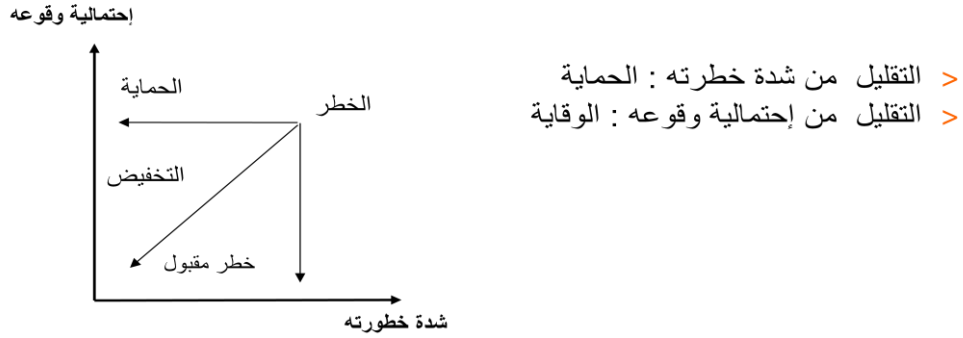 إحتمالية وقوعه
الحماية
الخطر
التخفيض
خطر مقبول
شدة خطورته
< التقليل من شدة خطرته : الحماية
< التقليل من إحتمالية وقوعه : الوقاية